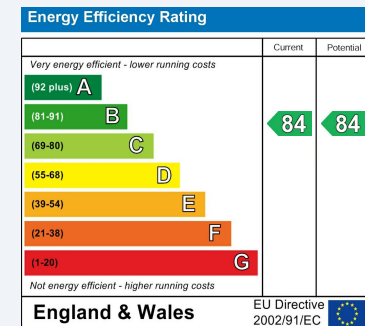 Energy Efficiency Rating
Current Potential
Very energy efficient - lower running costs
(92 plus) A
(81-91) B
84 84
(69-80) C
(55-68) D
(39-54) E
(21-38) F
(1-20) G
Not energy efficient - higher running costs
England & Wales
EU Directive
2002/91/EC